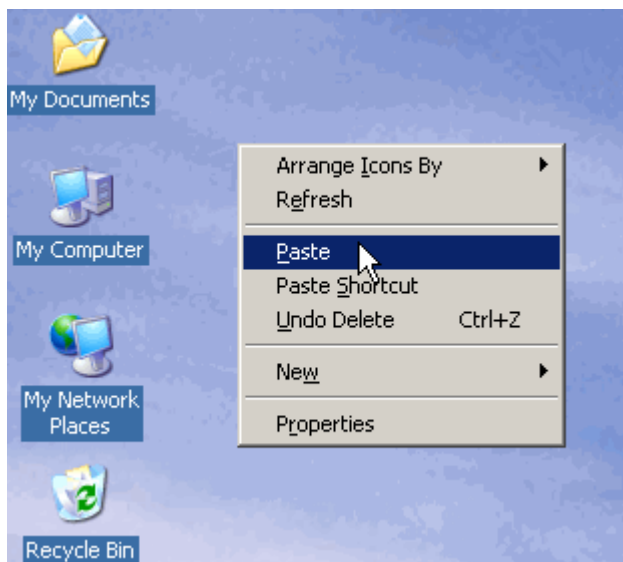 My Documents
My Computer
My Network
Places
Recycle Bin
Arrange Icons By
Refresh
Paste
Paste Shortcut
Undo Delete Ctrl+Z
New
Properties